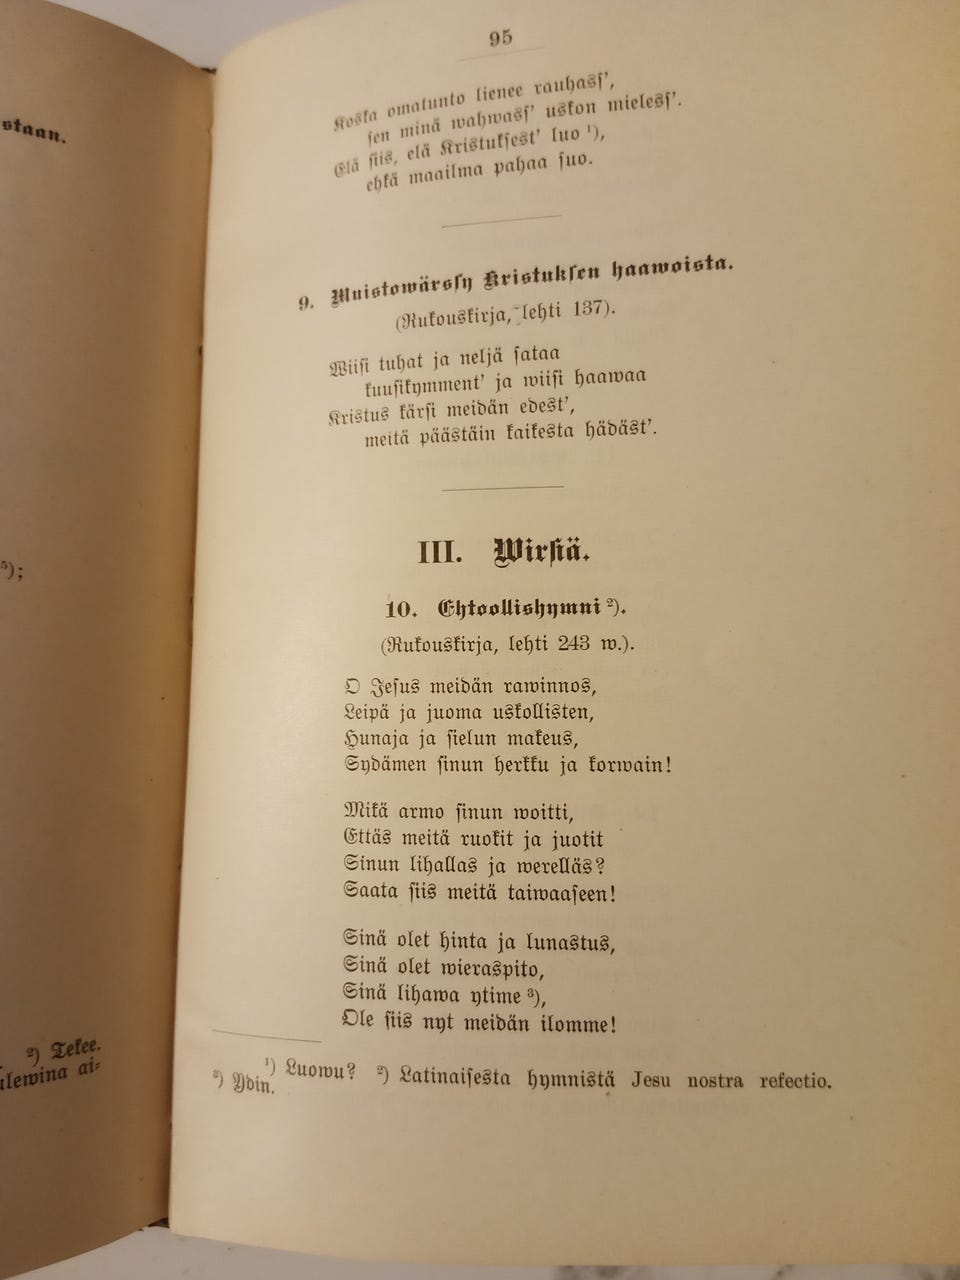 staan.
⁵);
²) Tekee.
alewina ai-
95
Koska omatunto lienee rauhass',
sen minä wahwass' uskon mieless'.
Elä siis, elä Kristuksest' luo ¹),
ehkä maailma pahaa suo.
9. Muistowärssy Kristuksen haawoista.
(Rukouskirja, lehti 137).
Wiisi tuhat ja neljä sataa
kuusikymment' ja wiisi haawaa
Kristus kärsi meidän edest',
meitä päästäin kaikesta hädäst'.
III. Wirsiä.
10. Ehtoollishymni ²).
(Rukouskirja, lehti 243 w.).
O Jesus meidän rawinnos,
Leipä ja juoma uskollisten,
Hunaja ja sielun makeus,
Sydämen sinun herkku ja korwain!
Mikä armo sinun woitti,
Ettäs meitä ruokit ja juotit
Sinun lihallas ja werelläs?
Saata siis meitä taiwaaseen!
Sinä olet hinta ja lunastus,
Sinä olet wieraspito,
Sinä lihawa ytime ³),
Ole siis nyt meidän ilomme!
¹) Luowu? ²) Latinaisesta hymnistä Jesu nostra refectio.
³) Ydin.